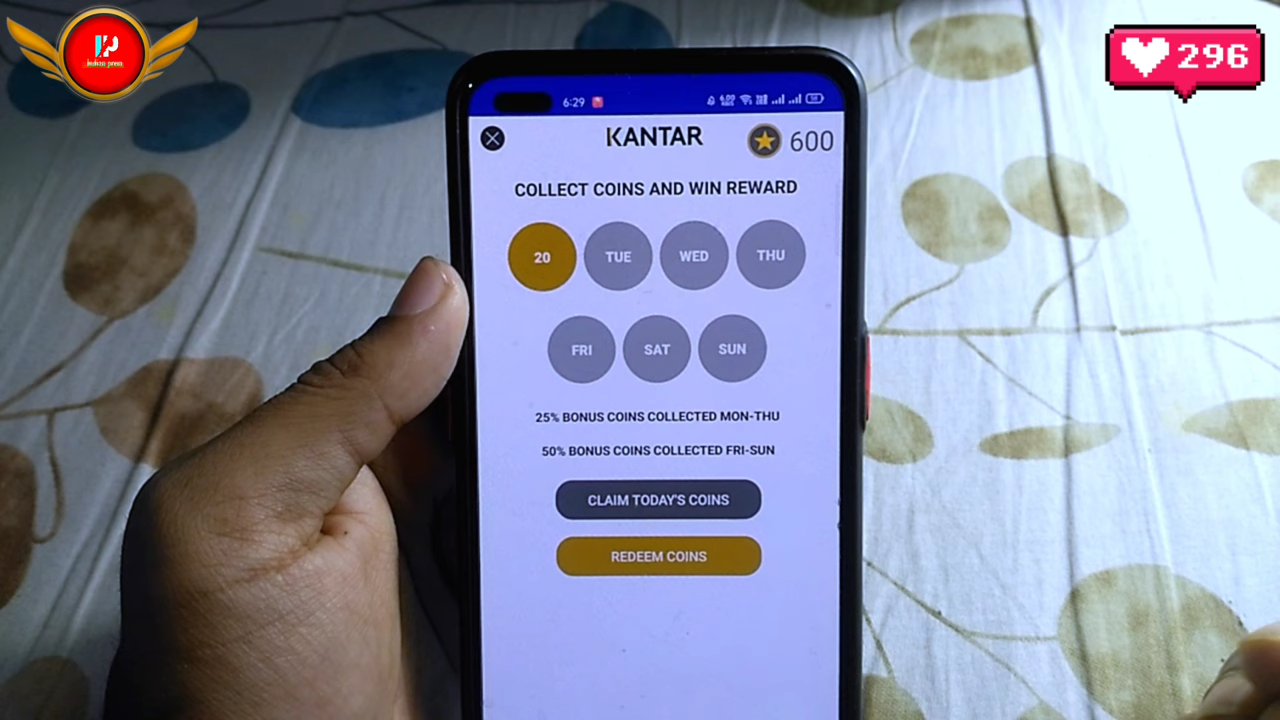 296
6:29
KANTAR
600
COLLECT COINS AND WIN REWARD
20 TUE WED THU
FRI SAT SUN
25% BONUS COINS COLLECTED MON-THU
50% BONUS COINS COLLECTED FRI-SUN
CLAIM TODAY'S COINS
REDEEM COINS